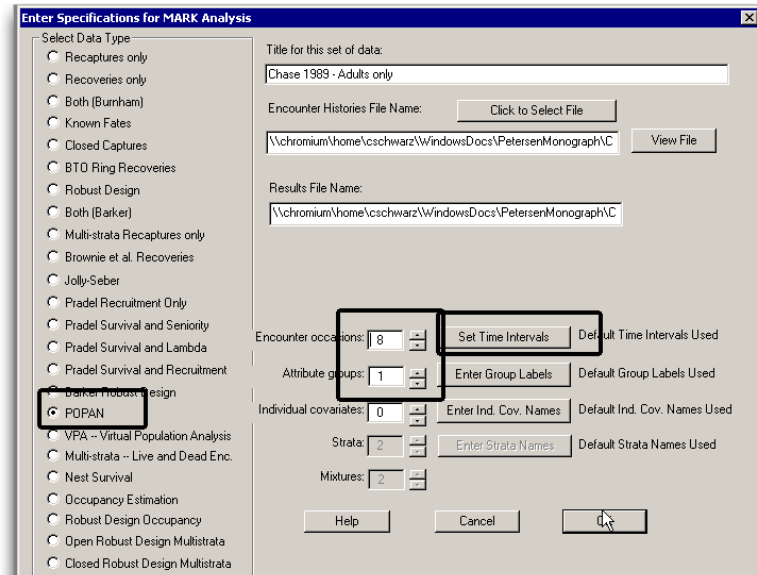 Enter Specifications for MARK Analysis
Select Data Type
Recaptures only
Recoveries only
Both (Burnham)
Known Fates
Closed Captures
BTO Ring Recoveries
Robust Design
Both (Barker)
Multi-strata Recaptures only
Brownie et al. Recoveries
Jolly-Seber
Pradel Recruitment Only
Pradel Survival and Seniority
Pradel Survival and Lambda
Pradel Survival and Recruitment
Barker Robust Design
POPAN
VPA -- Virtual Population Analysis
Multi-strata -- Live and Dead Enc.
Nest Survival
Occupancy Estimation
Robust Design Occupancy
Open Robust Design Multistrata
Closed Robust Design Multistrata
Title for this set of data:
Chase 1989 - Adults only
Encounter Histories File Name: Click to Select File
\\chromium\home\cschwarz\WindowsDocs\PetersenMonograph\C View File
Results File Name:
\\chromium\home\cschwarz\WindowsDocs\PetersenMonograph\C
Encounter occasions: 8 Set Time Intervals Default Time Intervals Used
Attribute groups: 1 Enter Group Labels Default Group Labels Used
Individual covariates: 0 Enter Ind. Cov. Names Default Ind. Cov. Names Used
Strata: 2 Enter Strata Names Default Strata Names Used
Mixtures: 2
Help Cancel